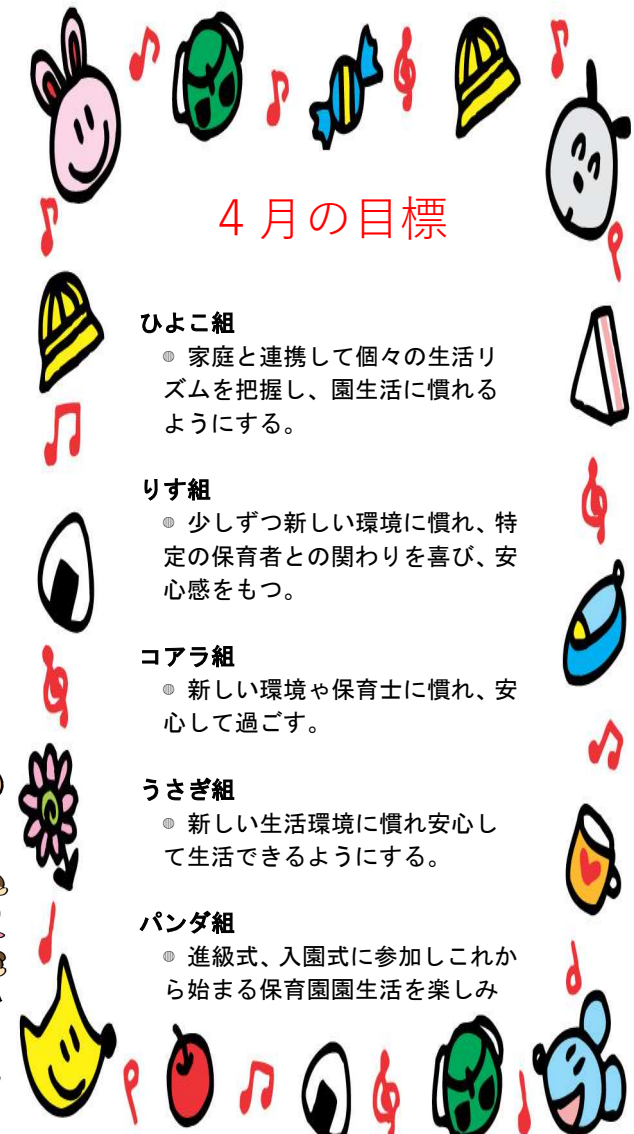 ４月の目標
ひよこ組
◍ 家庭と連携して個々の生活リ
ズムを把握し、園生活に慣れる
ようにする。
りす組
◍ 少しずつ新しい環境に慣れ、特
定の保育者との関わりを喜び、安
心感をもつ。
コアラ組
◍ 新しい環境ゃ保育士に慣れ、安
心して過ごす。
うさぎ組
◍ 新しい生活環境に慣れ安心し
て生活できるようにする。
パンダ組
◍ 進級式、入園式に参加しこれか
ら始まる保育園園生活を楽しみ